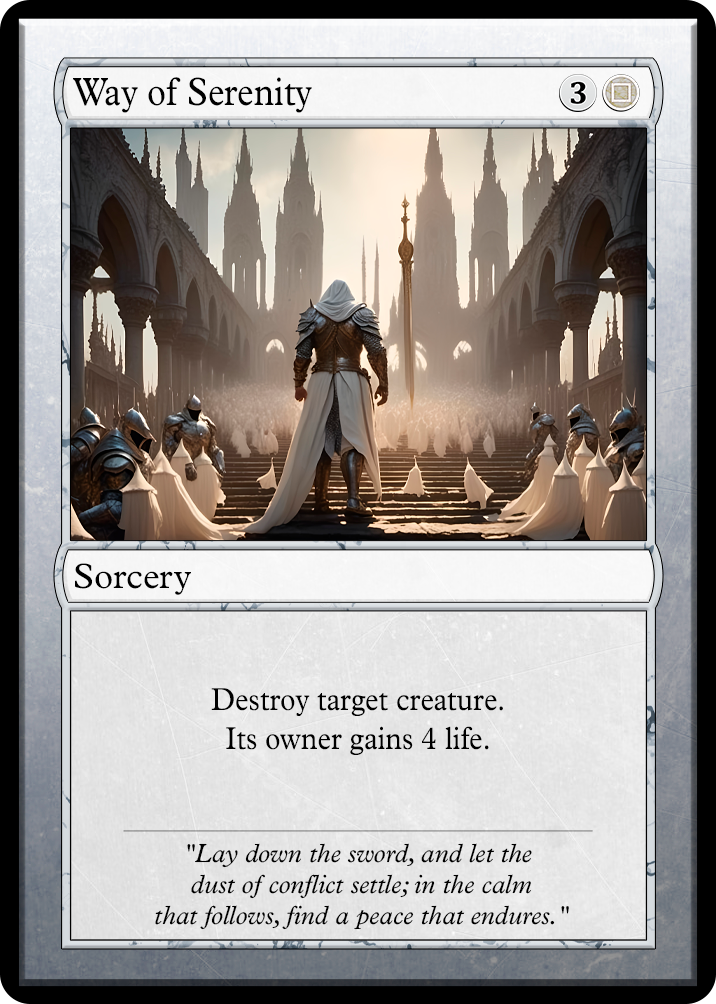 Way of Serenity 3
Sorcery
Destroy target creature.
Its owner gains 4 life.
"Lay down the sword, and let the
dust of conflict settle; in the calm
that follows, find a peace that endures."